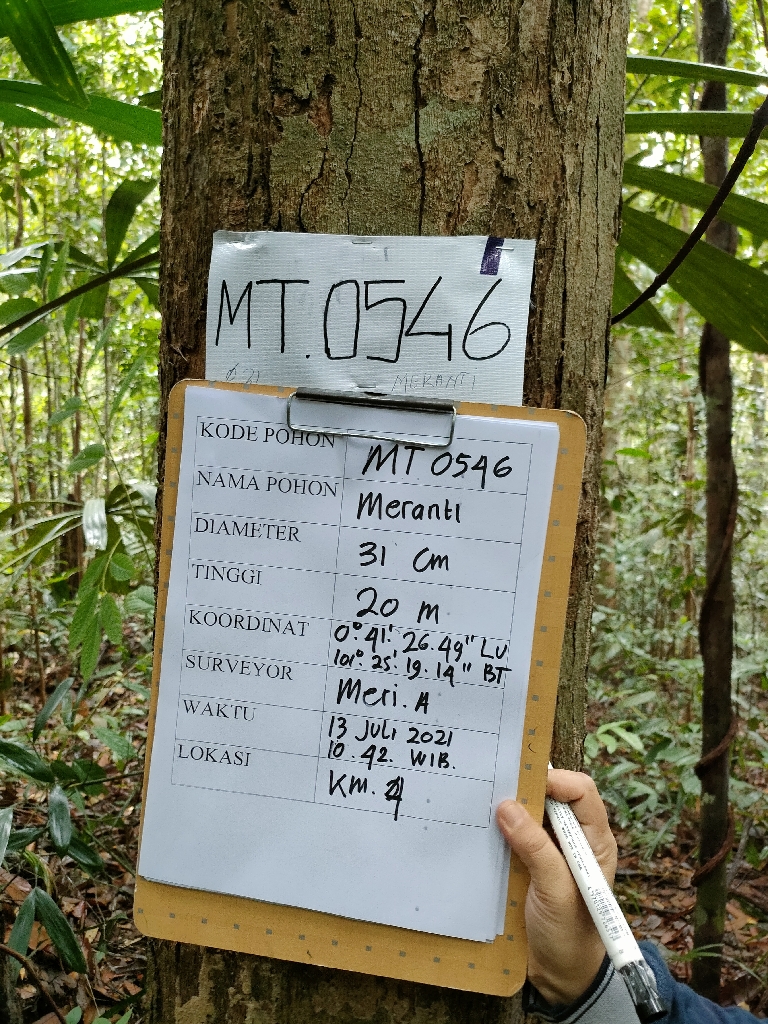 MT.0546
MERANTI
KODE POHON MT 0546
NAMA POHON Meranti
DIAMETER 31 cm
TINGGI 20 m
KOORDINAT 0° 41' 26.49" LU
101° 25' 19.14" BT
SURVEYOR Meri. A
WAKTU 13 Juli 2021
10.42. WIB.
LOKASI KM. 4